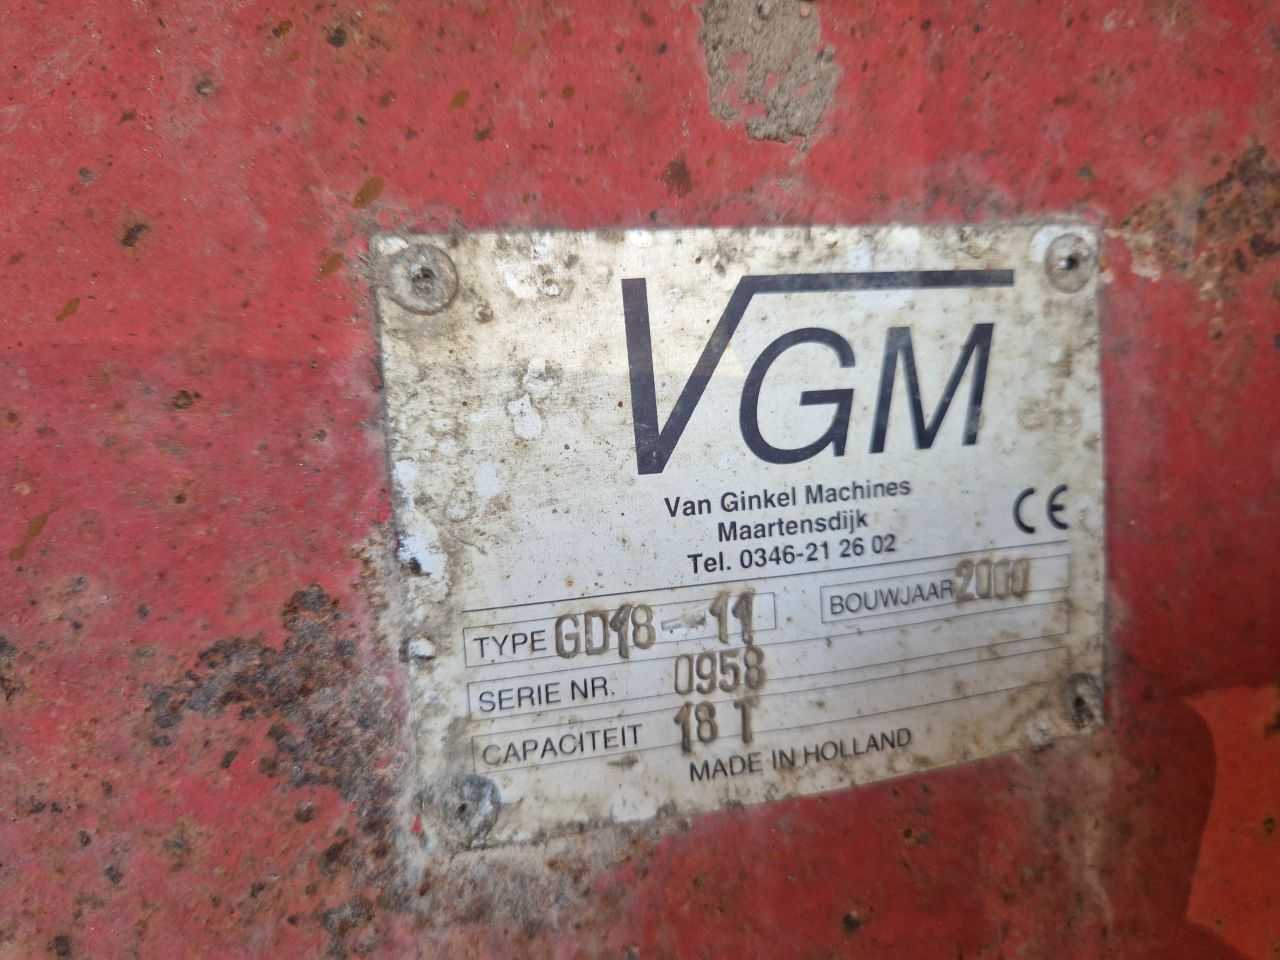 VGM
Van Ginkel Machines
Maartensdijk
Tel. 0346-21 26 02
CE
TYPE GD18--11 BOUWJAAR 2000
SERIE NR. 0958
CAPACITEIT 18 T
MADE IN HOLLAND